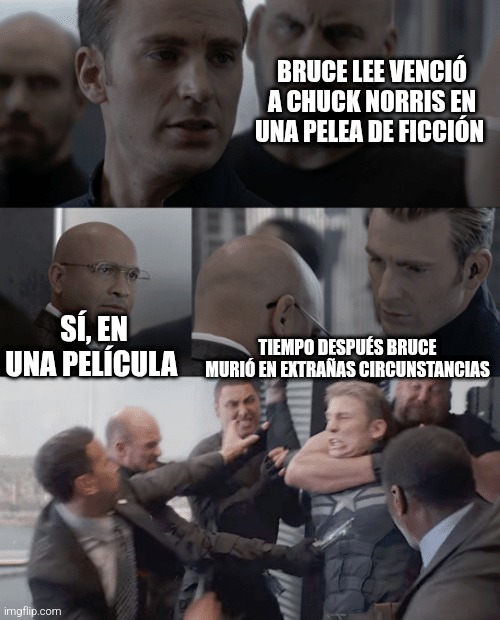 BRUCE LEE VENCIÓ
A CHUCK NORRIS EN
UNA PELEA DE FICCIÓN
SÍ, EN
UNA PELÍCULA
TIEMPO DESPUÉS BRUCE
MURIÓ EN EXTRAÑAS CIRCUNSTANCIAS
imgflip.com